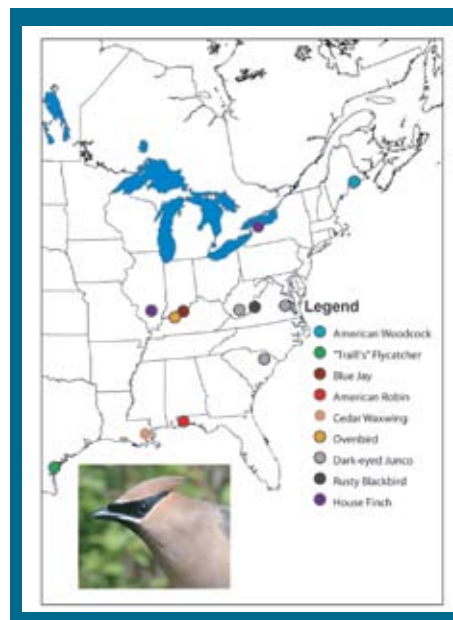 Legend
American Woodcock
"Traill's" Flycatcher
Blue Jay
American Robin
Cedar Waxwing
Ovenbird
Dark-eyed Junco
Rusty Blackbird
House Finch